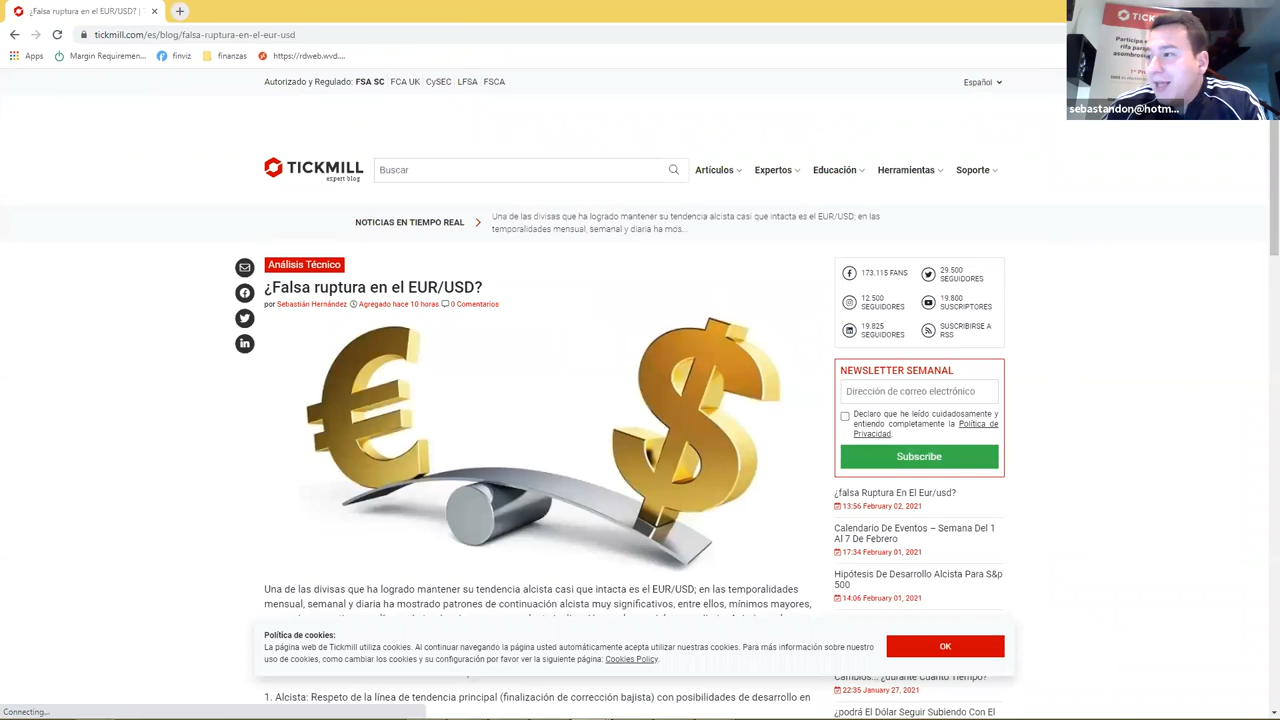 ¿Falsa ruptura en el EUR/USD?
tickmill.com/es/blog/falsa-ruptura-en-el-eur-usd
Apps
Margin Requiremen...
finviz
finanzas
https://rdweb.wvd....
TICKMILL
Participa e
rifa para
asombros
1° Pr
sebastandon@hotm...
Autorizado y Regulado: FSA SC FCA UK CySEC LFSA FSCA
Español
TICKMILL
expert blog
Buscar
Artículos
Expertos
Educación
Herramientas
Soporte
NOTICIAS EN TIEMPO REAL
Una de las divisas que ha logrado mantener su tendencia alcista casi que intacta es el EUR/USD; en las
temporalidades mensual, semanal y diaria ha mos...
Análisis Técnico
¿Falsa ruptura en el EUR/USD?
por Sebastián Hernández Agregado hace 10 horas 0 Comentarios
173.115 FANS
29.500 SEGUIDORES
12.500 SEGUIDORES
19.800 SUSCRIPTORES
19.825 SEGUIDORES
SUSCRIBIRSE A RSS
NEWSLETTER SEMANAL
Dirección de correo electrónico
Declaro que he leído cuidadosamente y
entiendo completamente la Política de
Privacidad.
Subscribe
¿falsa Ruptura En El Eur/usd?
13:56 February 02, 2021
Calendario De Eventos – Semana Del 1
Al 7 De Febrero
17:34 February 01, 2021
Hipótesis De Desarrollo Alcista Para S&p
500
14:06 February 01, 2021
Una de las divisas que ha logrado mantener su tendencia alcista casi que intacta es el EUR/USD; en las temporalidades
mensual, semanal y diaria ha mostrado patrones de continuación alcista muy significativos, entre ellos, mínimos mayores,
Política de cookies:
La página web de Tickmill utiliza cookies. Al continuar navegando la página usted automáticamente acepta utilizar nuestras cookies. Para más información sobre nuestro
uso de cookies, como cambiar los cookies y su configuración por favor ver la siguiente página: Cookies Policy.
OK
Cambios... ¿durante Cuánto Tiempo?
22:35 January 27, 2021
1. Alcista: Respeto de la línea de tendencia principal (finalización de corrección bajista) con posibilidades de desarrollo en
¿podrá El Dólar Seguir Subiendo Con El
Connecting...